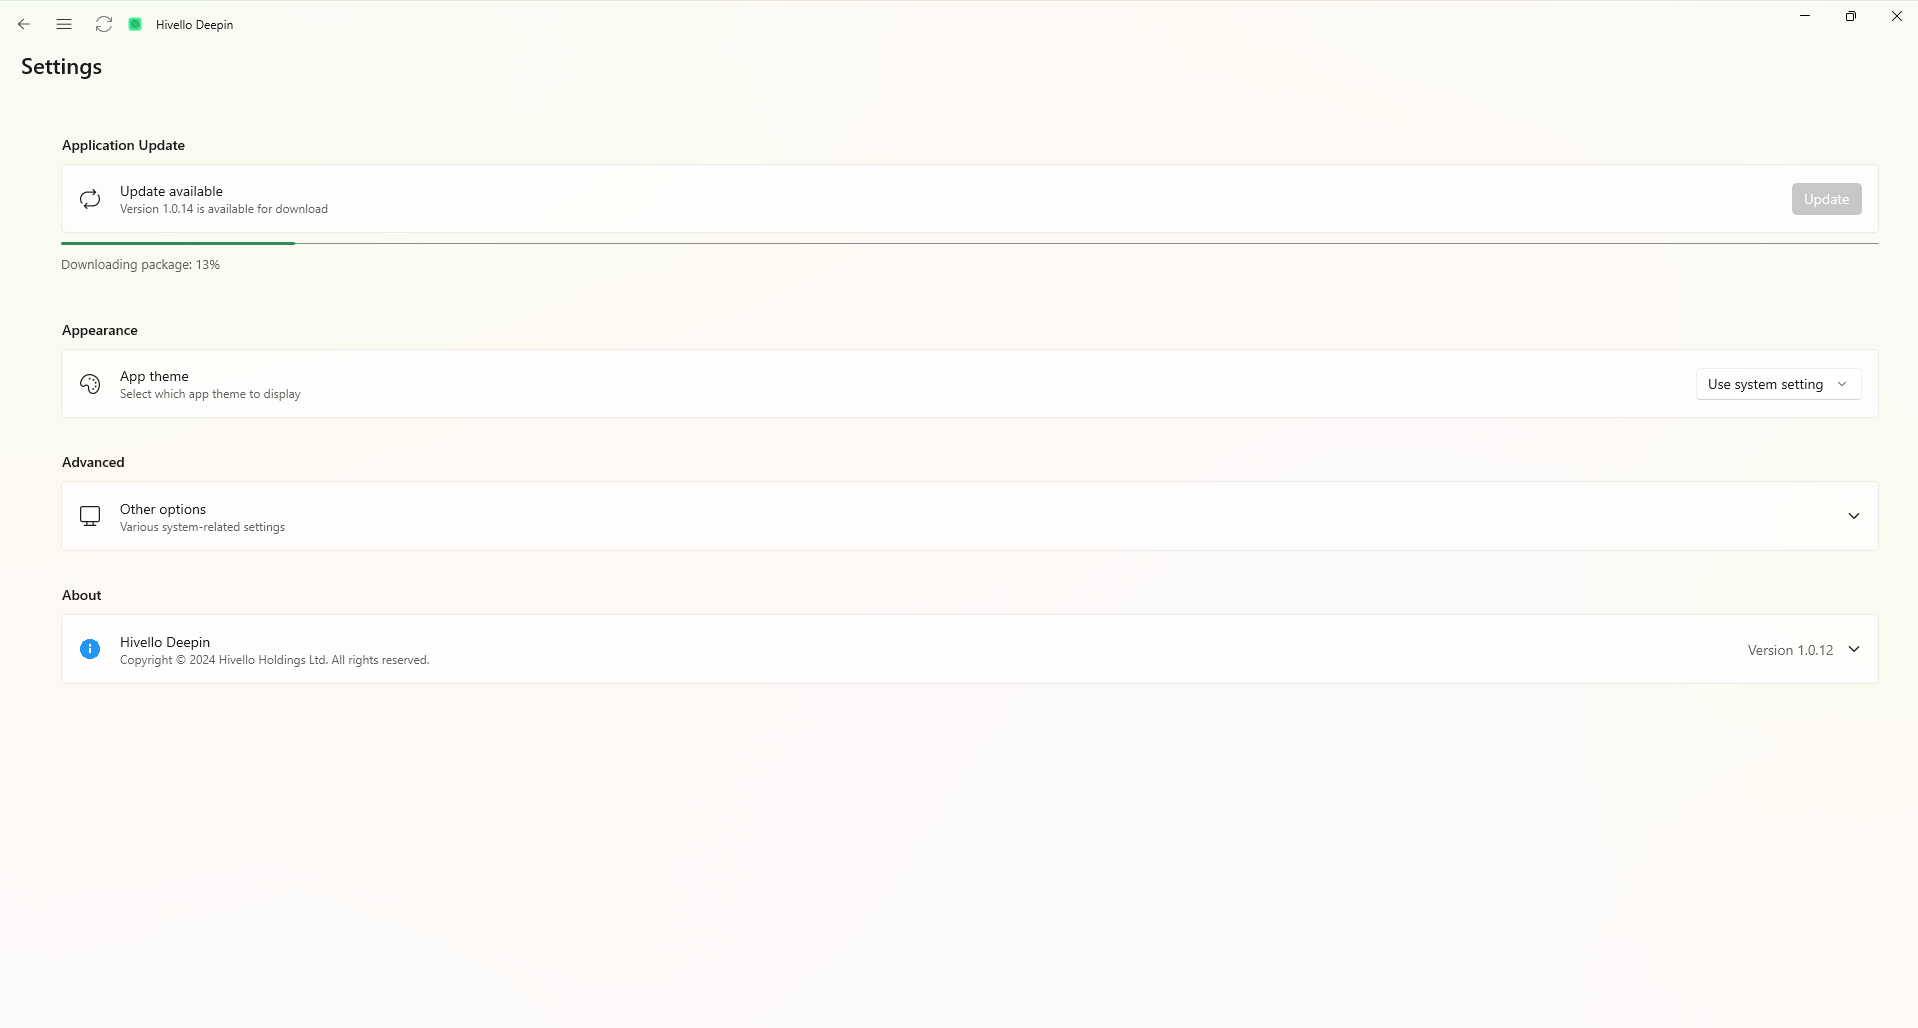 Hivello Deepin
Settings
Application Update
Update available
Version 1.0.14 is available for download
Update
Downloading package: 13%
Appearance
App theme
Select which app theme to display
Use system setting
Advanced
Other options
Various system-related settings
About
Hivello Deepin
Copyright © 2024 Hivello Holdings Ltd. All rights reserved.
Version 1.0.12